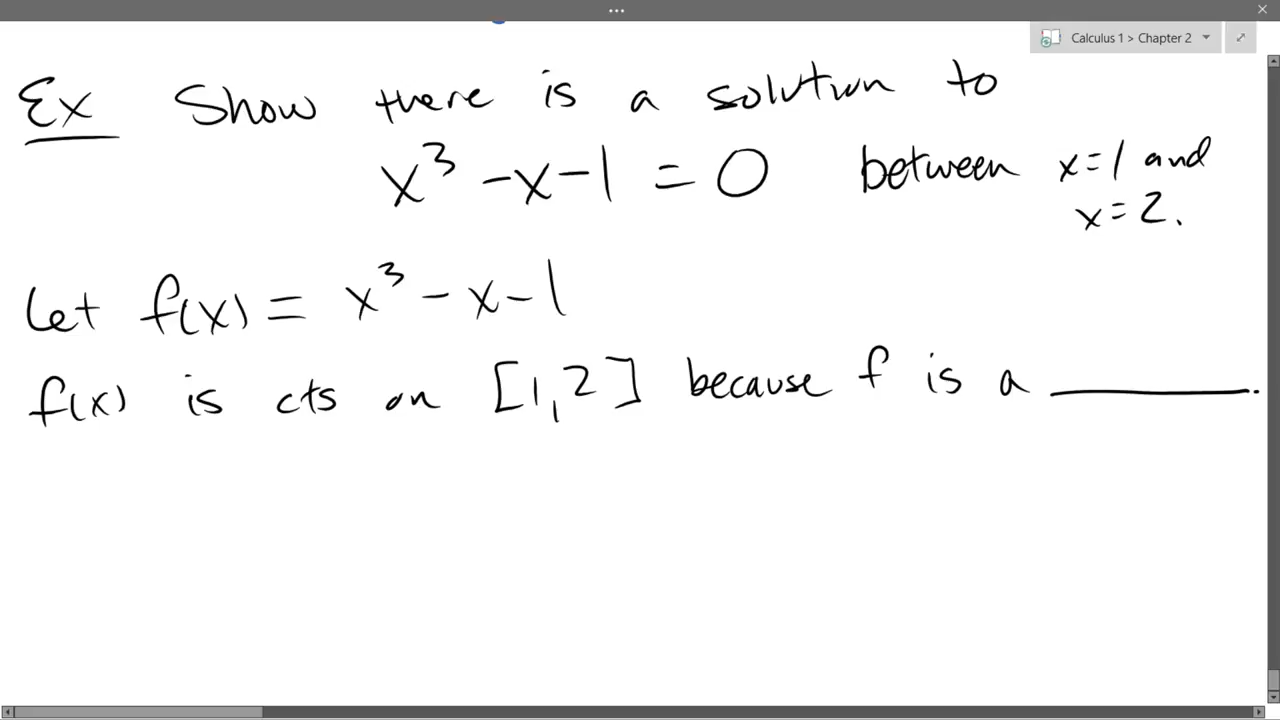 ...
Calculus 1 > Chapter 2
Ex Show there is a solution to
x³ - x - 1 = 0 between x=1 and
x=2.
Let f(x) = x³ - x - 1
f(x) is cts on [1,2] because f is a ______.